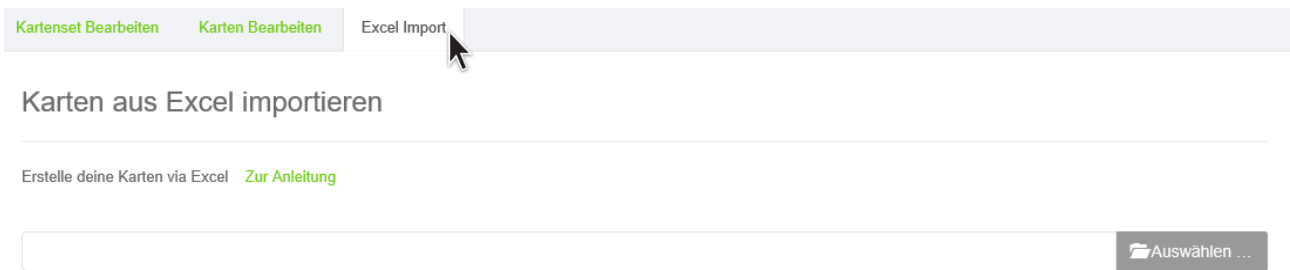 Kartenset Bearbeiten Karten Bearbeiten Excel Import
Karten aus Excel importieren
Erstelle deine Karten via Excel Zur Anleitung
Auswählen ...